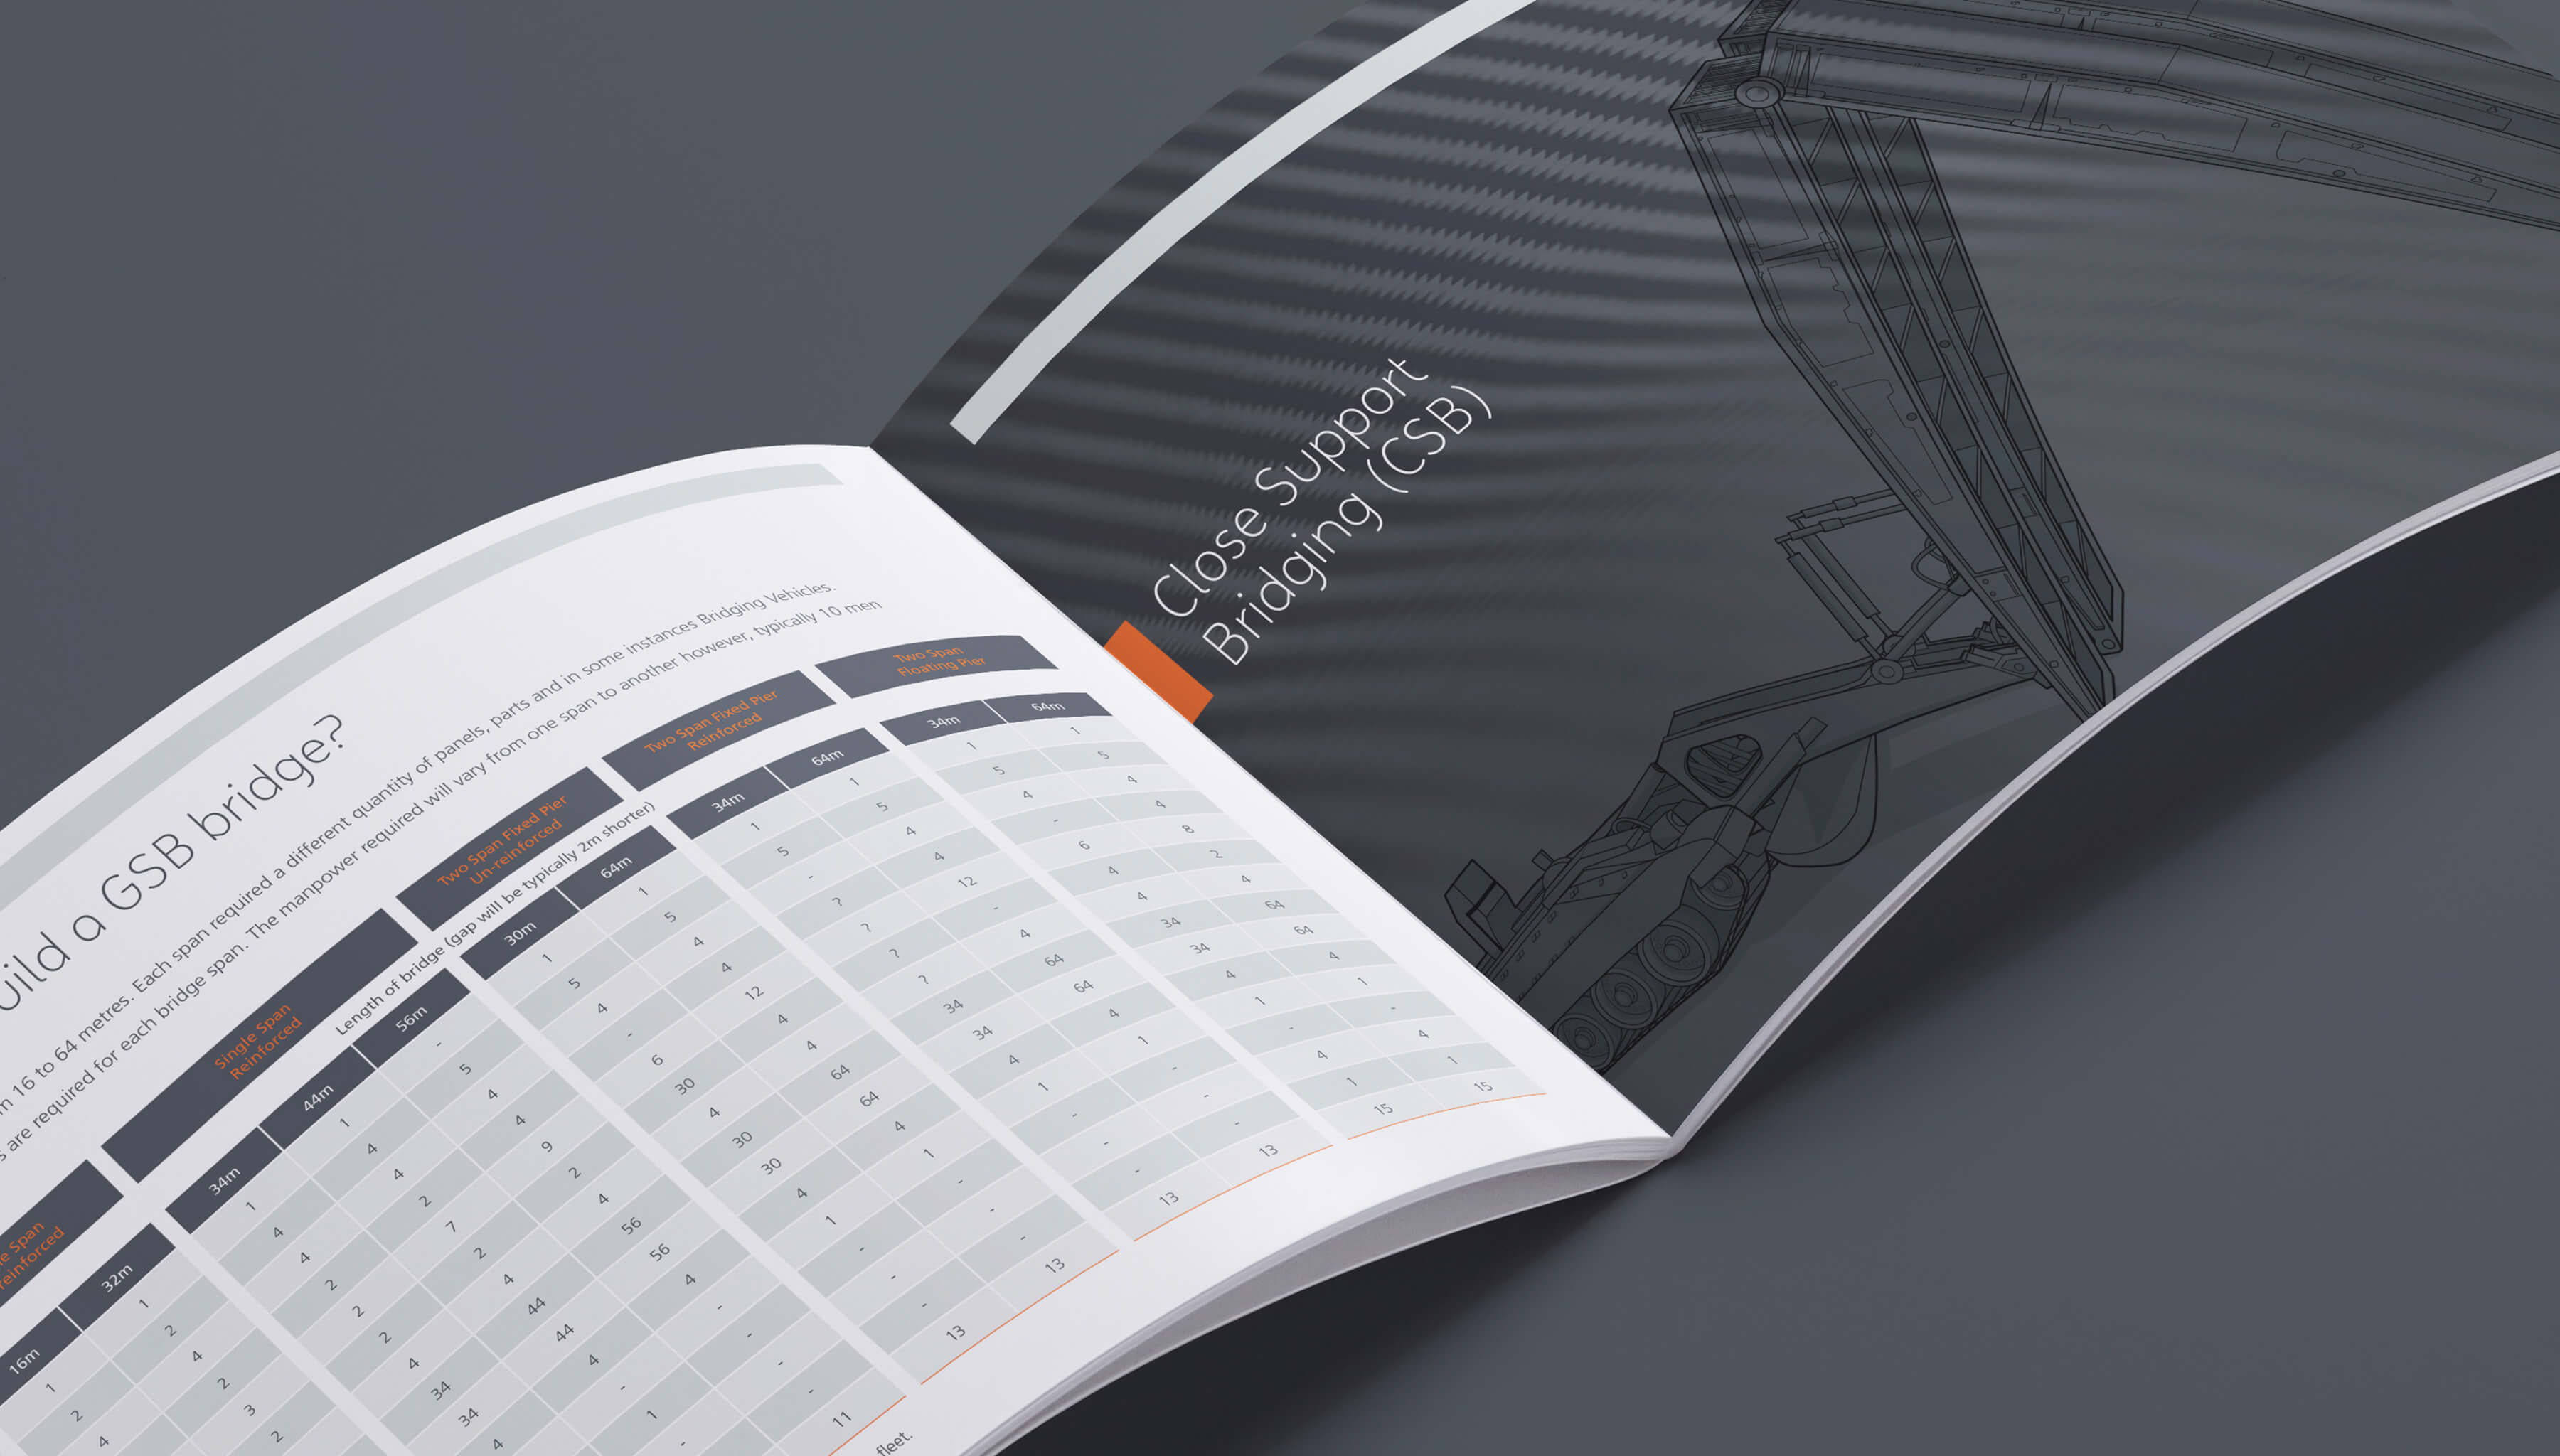 uild a GSB bridge?
m 16 to 64 metres. Each span required a different quantity of panels, parts and in some instances Bridging Vehicles.
s are required for each bridge span. The manpower required will vary from one span to another however, typically 10 men
e Span Single Span Two Span Fixed Pier Two Span Fixed Pier Two Span
einforced Reinforced Un-reinforced Reinforced Floating Pier
Length of bridge (gap will be typically 2m shorter)
16m 32m 34m 44m 56m 30m 64m 34m 64m 34m 64m
1 1 1 1 - 1 1 1 1 1 1
2 2 4 4 5 5 5 5 5 5 5
4 4 4 4 4 4 4 - 4 4 4
2 2 2 4 - 4 ? 4 - 4
3 2 7 9 6 12 ? 12 6 8
2 2 2 2 30 4 ? - 4 2
4 4 4 4 4 ? 4 4 4
34 44 56 30 64 34 64 34 64
34 44 56 30 64 34 64 34 64
4 4 4 4 4 4 4 4 4
- - 1 1 1 1 1 1
1 - - - - - - -
- - - - - - 4 4
- - - - - 1 1
11 13 13 13 13 15 15
fleet.
Close Support
Bridging (CSB)